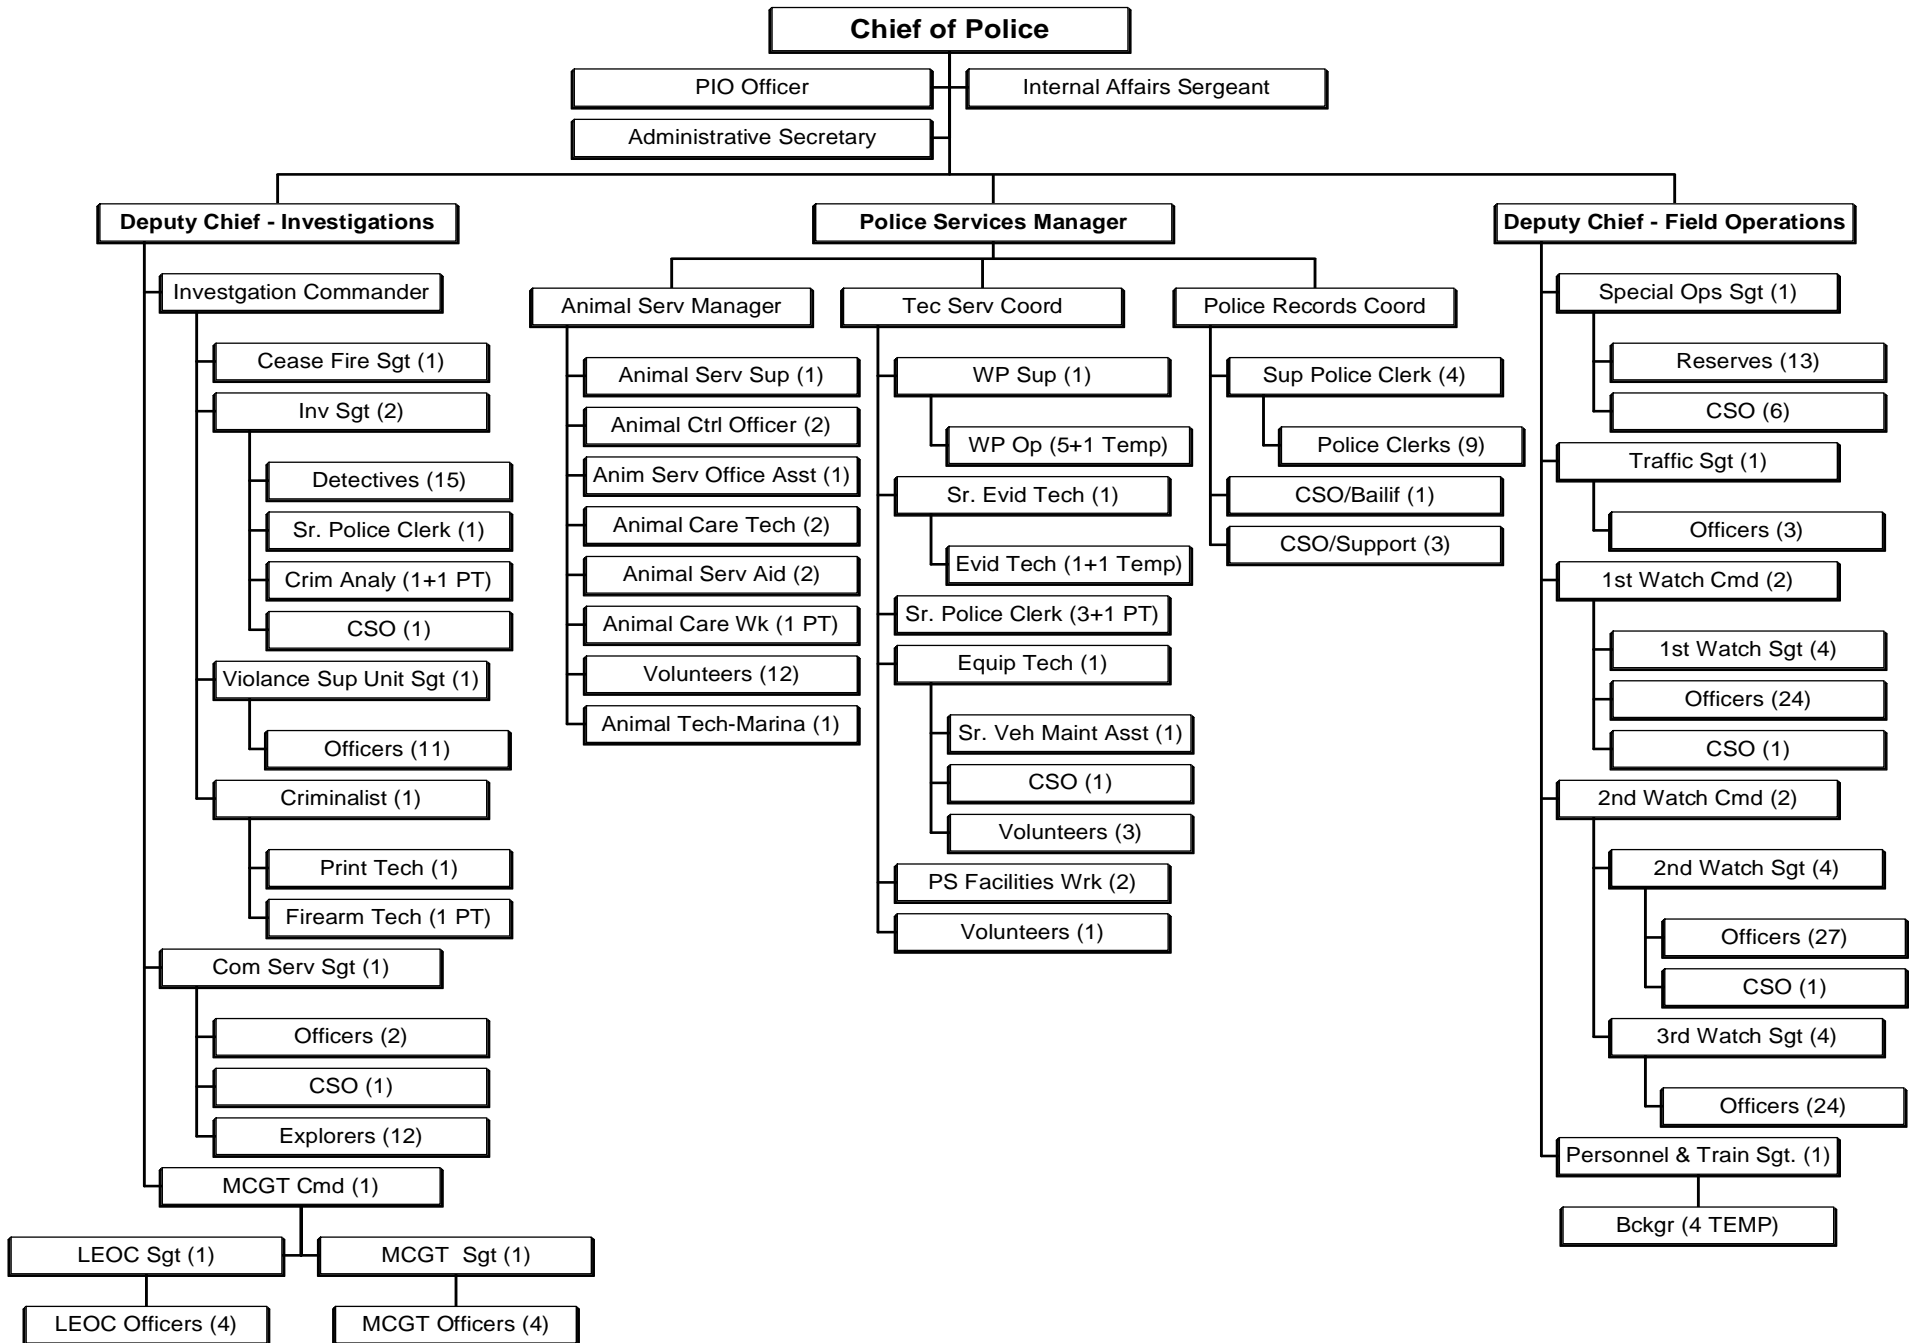 Chief of Police
PIO Officer
Internal Affairs Sergeant
Administrative Secretary
Deputy Chief - Investigations
Investgation Commander
Cease Fire Sgt (1)
Inv Sgt (2)
Detectives (15)
Sr. Police Clerk (1)
Crim Analy (1+1 PT)
CSO (1)
Violance Sup Unit Sgt (1)
Officers (11)
Criminalist (1)
Print Tech (1)
Firearm Tech (1 PT)
Com Serv Sgt (1)
Officers (2)
CSO (1)
Explorers (12)
MCGT Cmd (1)
LEOC Sgt (1)
LEOC Officers (4)
MCGT  Sgt (1)
MCGT Officers (4)
Police Services Manager
Animal Serv Manager
Animal Serv Sup (1)
Animal Ctrl Officer (2)
Anim Serv Office Asst (1)
Animal Care Tech (2)
Animal Serv Aid (2)
Animal Care Wk (1 PT)
Volunteers (12)
Animal Tech-Marina (1)
Tec Serv Coord
WP Sup (1)
WP Op (5+1 Temp)
Sr. Evid Tech (1)
Evid Tech (1+1 Temp)
Sr. Police Clerk (3+1 PT)
Equip Tech (1)
Sr. Veh Maint Asst (1)
CSO (1)
Volunteers (3)
PS Facilities Wrk (2)
Volunteers (1)
Police Records Coord
Sup Police Clerk (4)
Police Clerks (9)
CSO/Bailif (1)
CSO/Support (3)
Deputy Chief - Field Operations
Special Ops Sgt (1)
Reserves (13)
CSO (6)
Traffic Sgt (1)
Officers (3)
1st Watch Cmd (2)
1st Watch Sgt (4)
Officers (24)
CSO (1)
2nd Watch Cmd (2)
2nd Watch Sgt (4)
Officers (27)
CSO (1)
3rd Watch Sgt (4)
Officers (24)
Personnel & Train Sgt. (1)
Bckgr (4 TEMP)